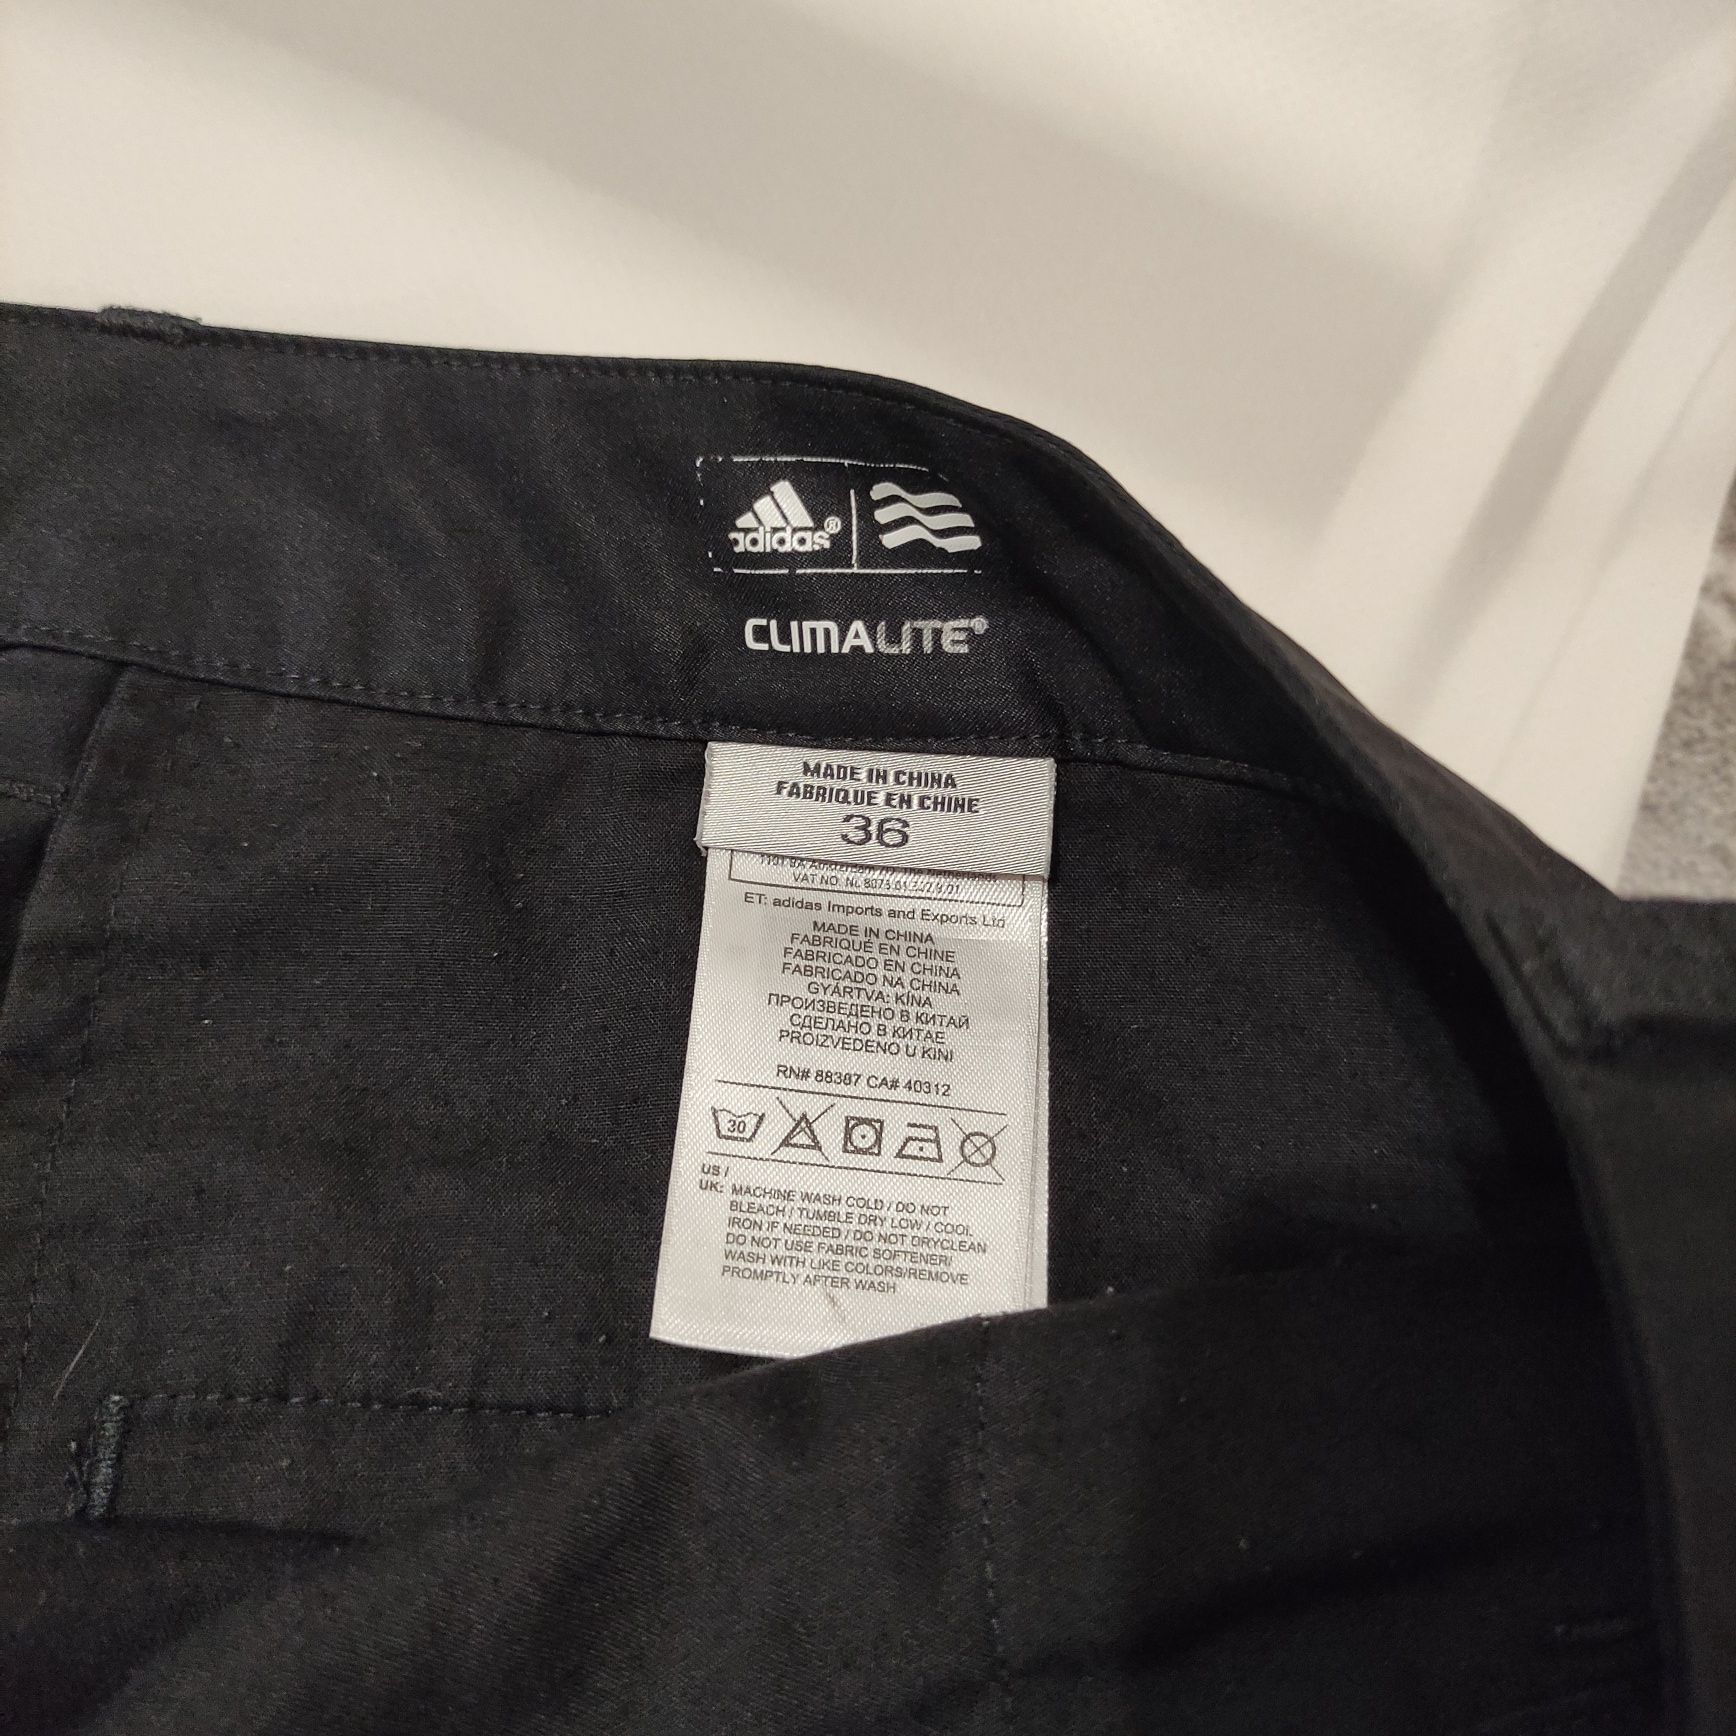 adidas®
CLIMALITE®
MADE IN CHINA
FABRIQUE EN CHINE
36
VAT NO. NL
ET: adidas Imports and Exports Ltd
MADE IN CHINA
FABRIQUÉ EN CHINE
FABRICADO EN CHINA
FABRICADO NA CHINA
GYÁRTVA: KÍNA
ПРОИЗВЕДЕНО В КИТАЙ
СДЕЛАНО В КИТАЕ
PROIZVEDENO U KINI
RN# 88387 CA# 40312
30
US /
UK: MACHINE WASH COLD / DO NOT
BLEACH / TUMBLE DRY LOW / COOL
IRON IF NEEDED / DO NOT DRYCLEAN
DO NOT USE FABRIC SOFTENER/
WASH WITH LIKE COLORS/REMOVE
PROMPTLY AFTER WASH